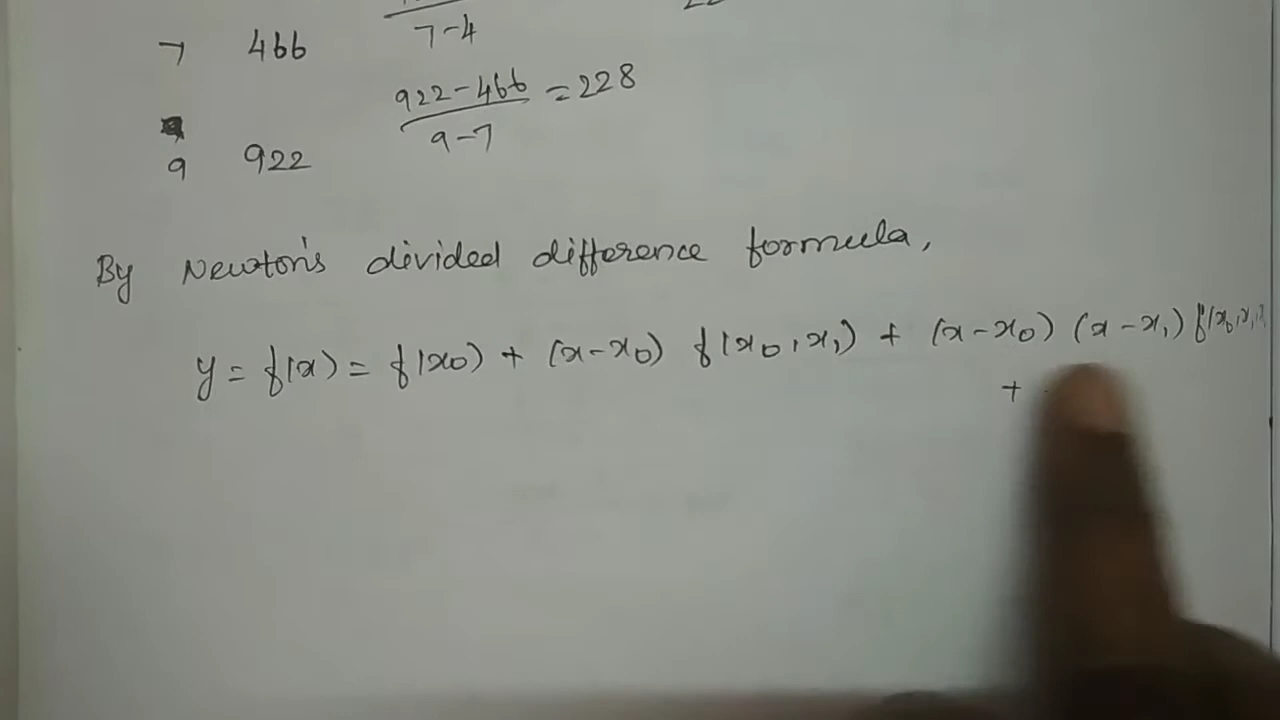 7 466 7-4
922-466 = 228
9-7
9 922
By Newton's divided difference formula,
y = f(x) = f(x₀) + (x-x₀) f(x₀,x₁) + (x-x₀) (x-x₁) f(x₀,x₁,
+